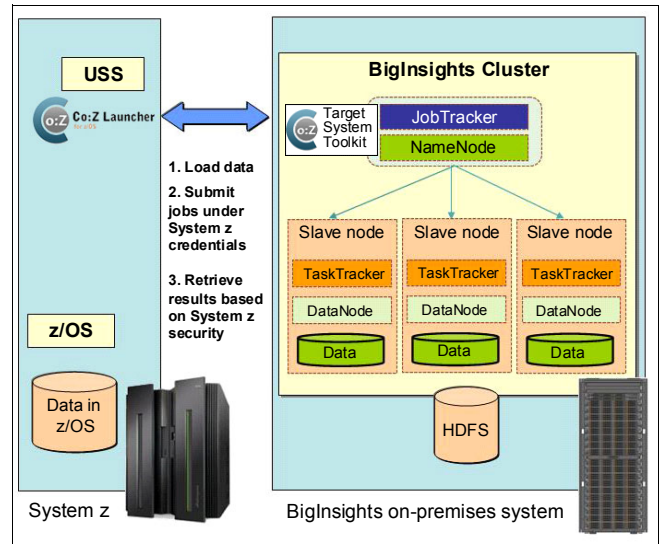 USS
Co:Z Co:Z Launcher
for z/OS
1. Load data
2. Submit
jobs under
System z
credentials
3. Retrieve
results based
on System z
security
z/OS
Data in
z/OS
System z
BigInsights Cluster
Co:Z
Target
System
Toolkit
JobTracker
NameNode
Slave node
Slave node
Slave node
TaskTracker
TaskTracker
TaskTracker
DataNode
DataNode
DataNode
Data
Data
Data
HDFS
BigInsights on-premises system